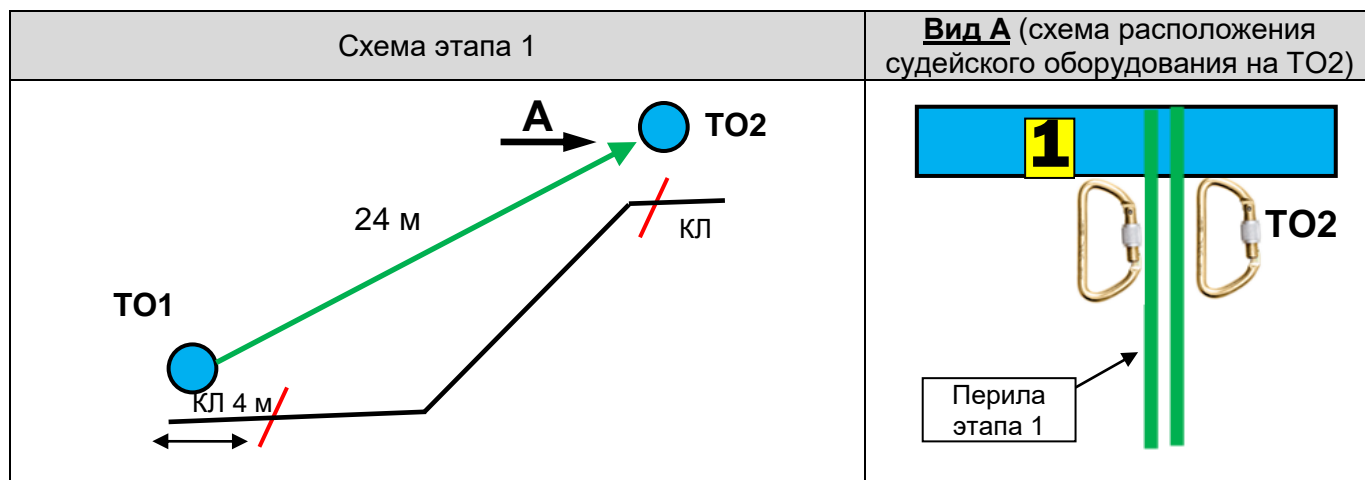 Схема этапа 1
Вид А (схема расположения
судейского оборудования на ТО2)
А
ТО2
24 м
КЛ
ТО1
КЛ 4 м
1
ТО2
Перила
этапа 1